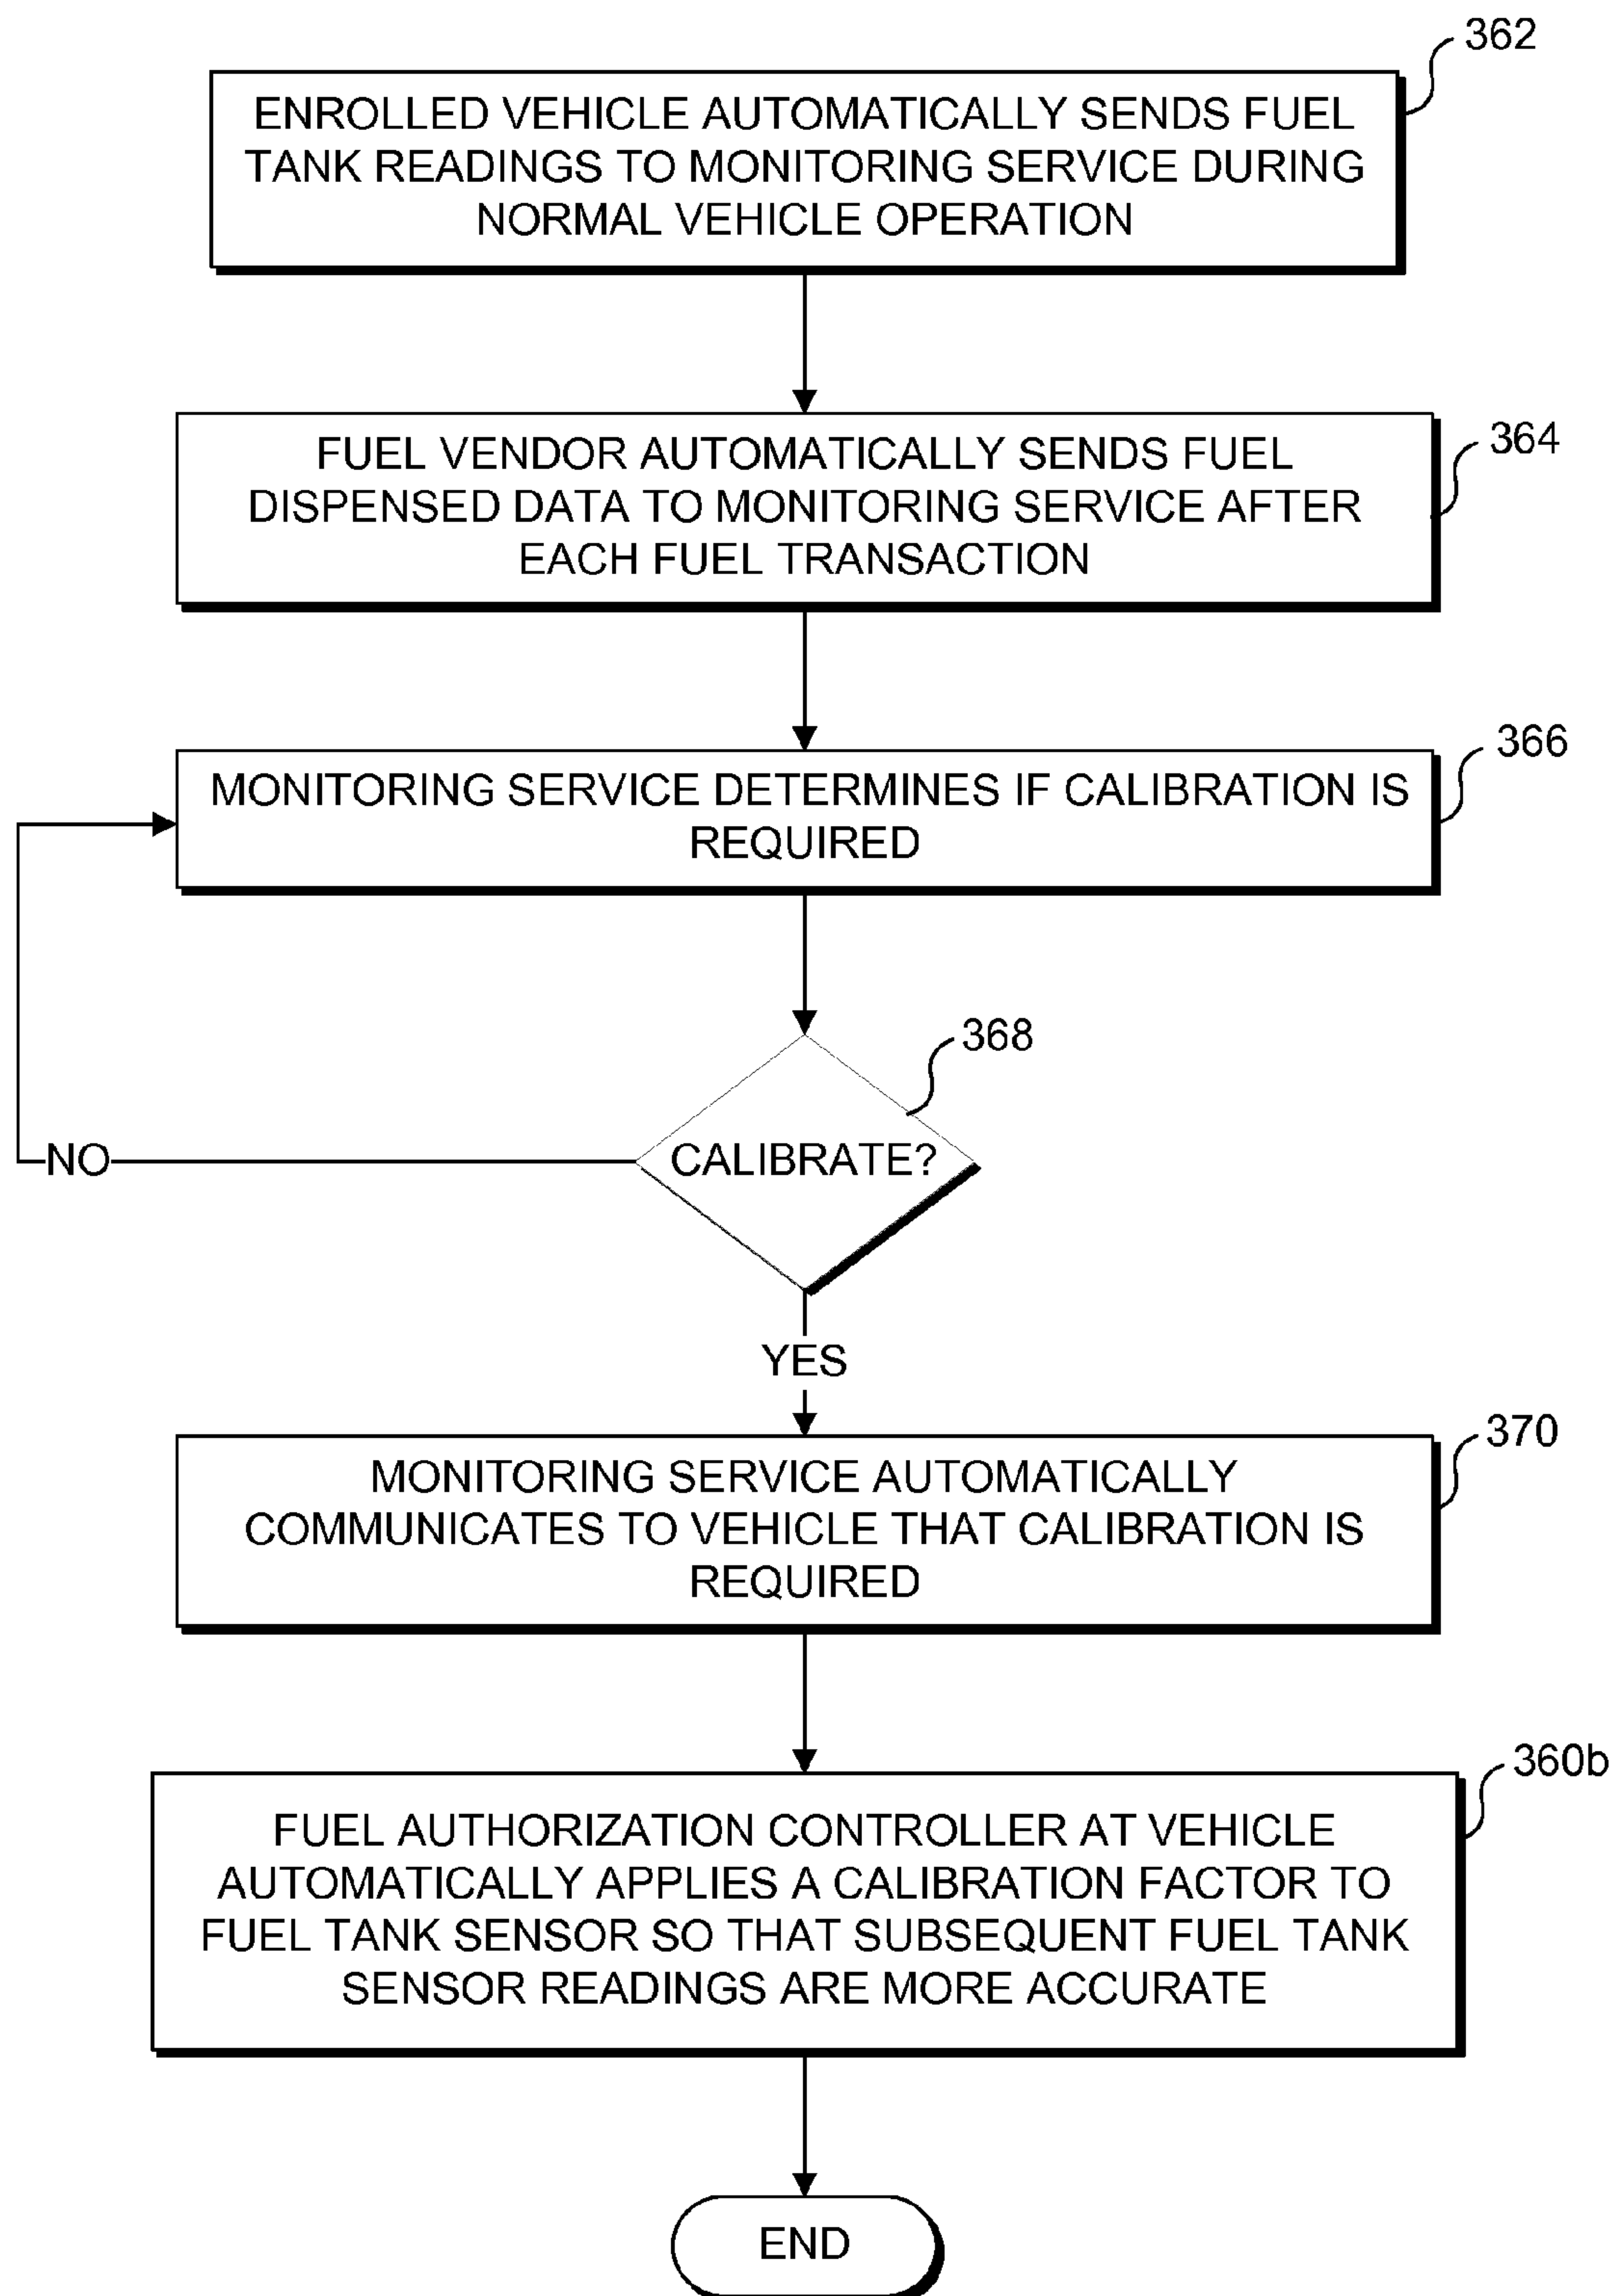 362
ENROLLED VEHICLE AUTOMATICALLY SENDS FUEL
TANK READINGS TO MONITORING SERVICE DURING
NORMAL VEHICLE OPERATION
364
FUEL VENDOR AUTOMATICALLY SENDS FUEL
DISPENSED DATA TO MONITORING SERVICE AFTER
EACH FUEL TRANSACTION
366
MONITORING SERVICE DETERMINES IF CALIBRATION IS
REQUIRED
368
CALIBRATE?
NO
YES
370
MONITORING SERVICE AUTOMATICALLY
COMMUNICATES TO VEHICLE THAT CALIBRATION IS
REQUIRED
360b
FUEL AUTHORIZATION CONTROLLER AT VEHICLE
AUTOMATICALLY APPLIES A CALIBRATION FACTOR TO
FUEL TANK SENSOR SO THAT SUBSEQUENT FUEL TANK
SENSOR READINGS ARE MORE ACCURATE
END